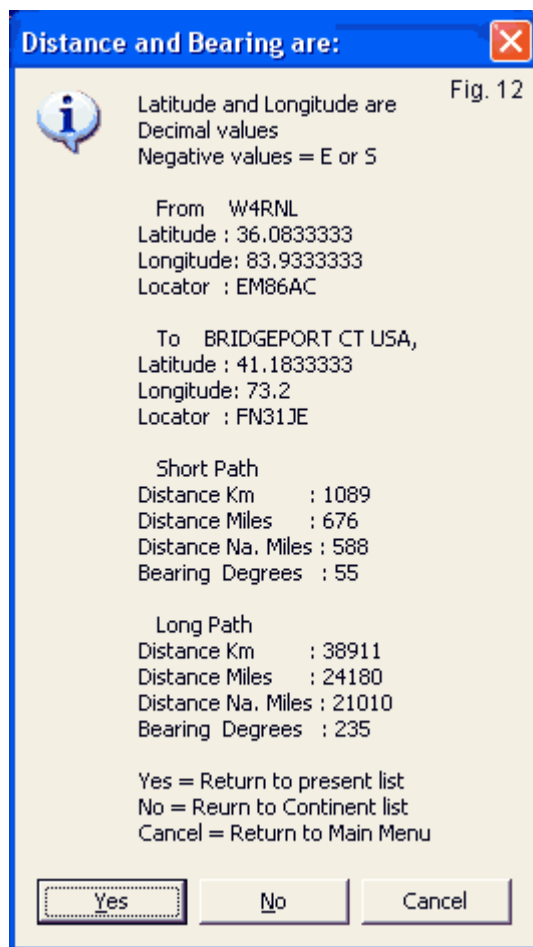 Distance and Bearing are:
Fig. 12
Latitude and Longitude are
Decimal values
Negative values = E or S
From W4RNL
Latitude : 36.0833333
Longitude: 83.9333333
Locator : EM86AC
To BRIDGEPORT CT USA,
Latitude : 41.1833333
Longitude: 73.2
Locator : FN31JE
Short Path
Distance Km : 1089
Distance Miles : 676
Distance Na. Miles : 588
Bearing Degrees : 55
Long Path
Distance Km : 38911
Distance Miles : 24180
Distance Na. Miles : 21010
Bearing Degrees : 235
Yes = Return to present list
No = Reurn to Continent list
Cancel = Return to Main Menu
Yes No Cancel